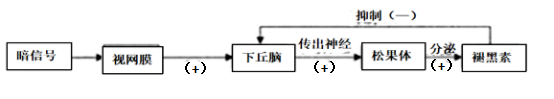 抑制（—）
暗信号
视网膜
(+)
下丘脑
传出神经
(+)
松果体
分泌
(+)
褪黑素